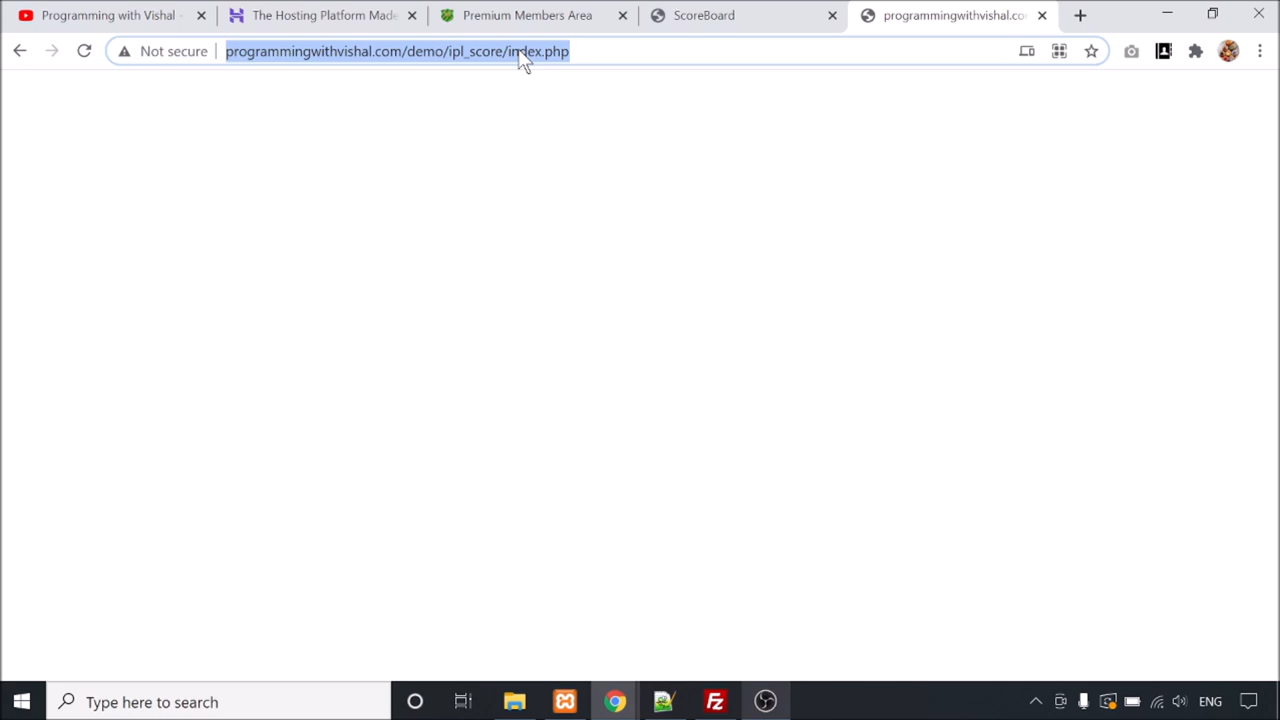 Programming with Vishal -
The Hosting Platform Made
Premium Members Area
ScoreBoard
programmingwithvishal.co
Not secure
programmingwithvishal.com/demo/ipl_score/index.php
Type here to search
ENG